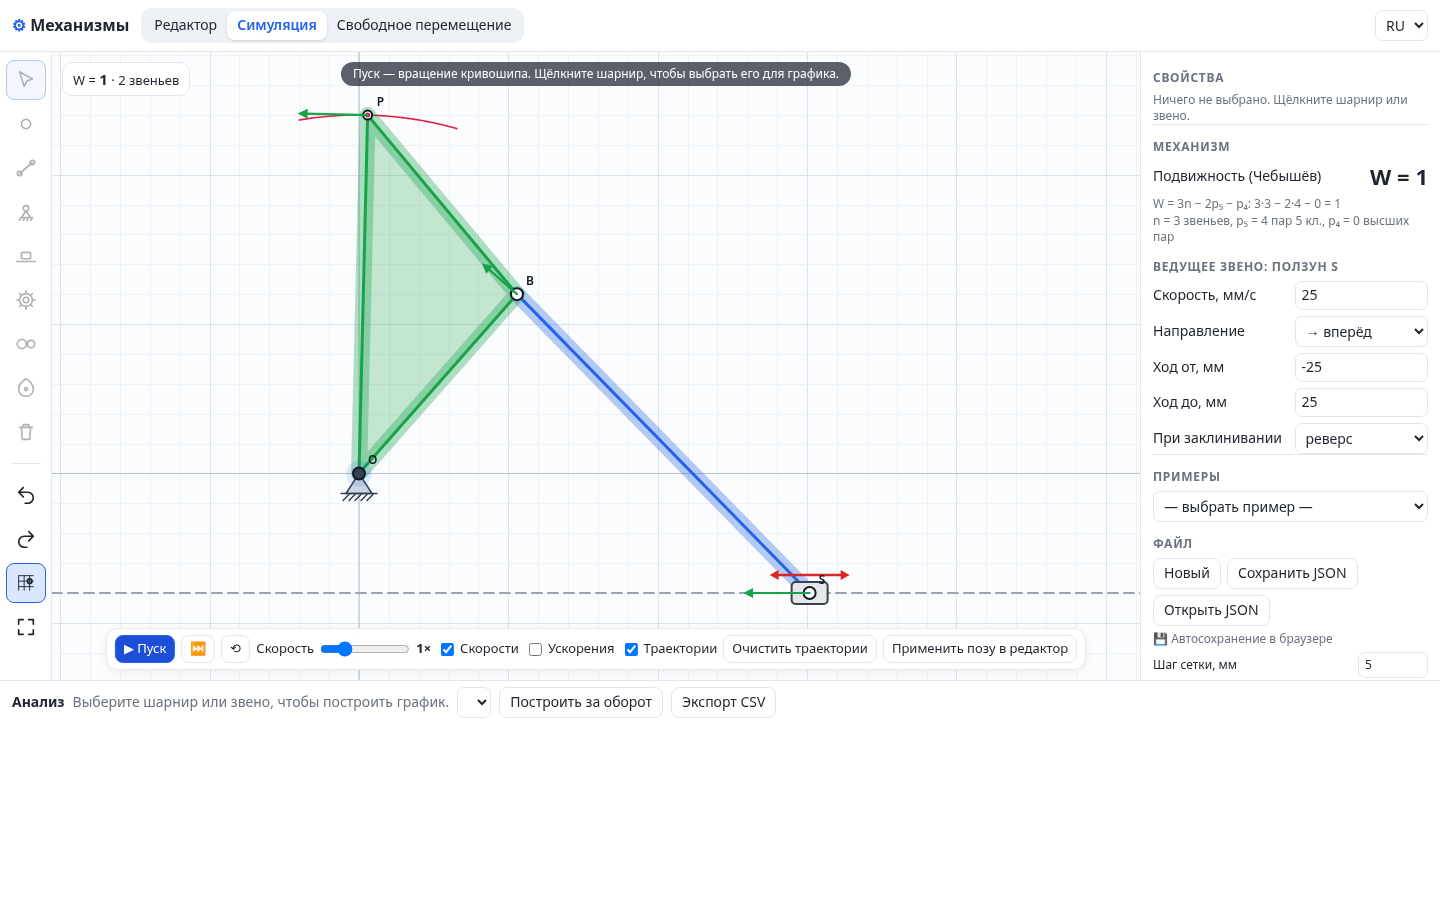 ⚙ Механизмы
Редактор
Симуляция
Свободное перемещение
RU
W = 1 · 2 звеньев
Пуск — вращение кривошипа. Щёлкните шарнир, чтобы выбрать его для графика.
P
B
O
S
СВОЙСТВА
Ничего не выбрано. Щёлкните шарнир или
звено.
МЕХАНИЗМ
Подвижность (Чебышёв) W = 1
W = 3n − 2p₅ − p₄: 3·3 − 2·4 − 0 = 1
n = 3 звеньев, p₅ = 4 пар 5 кл., p₄ = 0 высших
пар
ВЕДУЩЕЕ ЗВЕНО: ПОЛЗУН S
Скорость, мм/с 25
Направление → вперёд
Ход от, мм -25
Ход до, мм 25
При заклинивании реверс
ПРИМЕРЫ
— выбрать пример —
ФАЙЛ
Новый Сохранить JSON
Открыть JSON
💾 Автосохранение в браузере
Шаг сетки, мм 5
▶ Пуск ⏩ ⟲ Скорость 1× Скорости Ускорения Траектории Очистить траектории Применить позу в редактор
Анализ Выберите шарнир или звено, чтобы построить график. Построить за оборот Экспорт CSV